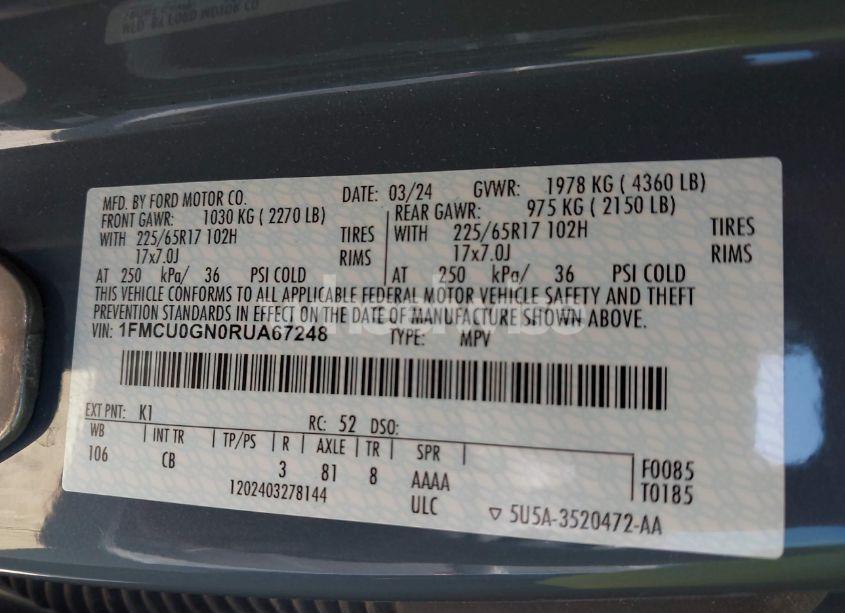 MFD. BY FORD MOTOR CO.
DATE: 03/24 GVWR: 1978 KG ( 4360 LB)
FRONT GAWR: 1030 KG ( 2270 LB) REAR GAWR: 975 KG ( 2150 LB)
WITH 225/65R17 102H TIRES WITH 225/65R17 102H TIRES
17x7.0J RIMS 17x7.0J RIMS
AT 250 kPa/ 36 PSI COLD AT 250 kPa/ 36 PSI COLD
THIS VEHICLE CONFORMS TO ALL APPLICABLE FEDERAL MOTOR VEHICLE SAFETY AND THEFT
PREVENTION STANDARDS IN EFFECT ON THE DATE OF MANUFACTURE SHOWN ABOVE.
VIN: 1FMCU0GN0RUA67248 TYPE: MPV
EXT PNT: K1 RC: 52 DSO:
WB INT TR TP/PS R AXLE TR SPR
106 CB 3 81 8 AAAA F0085
1202403278144 ULC T0185
▽ 5U5A-3520472-AA